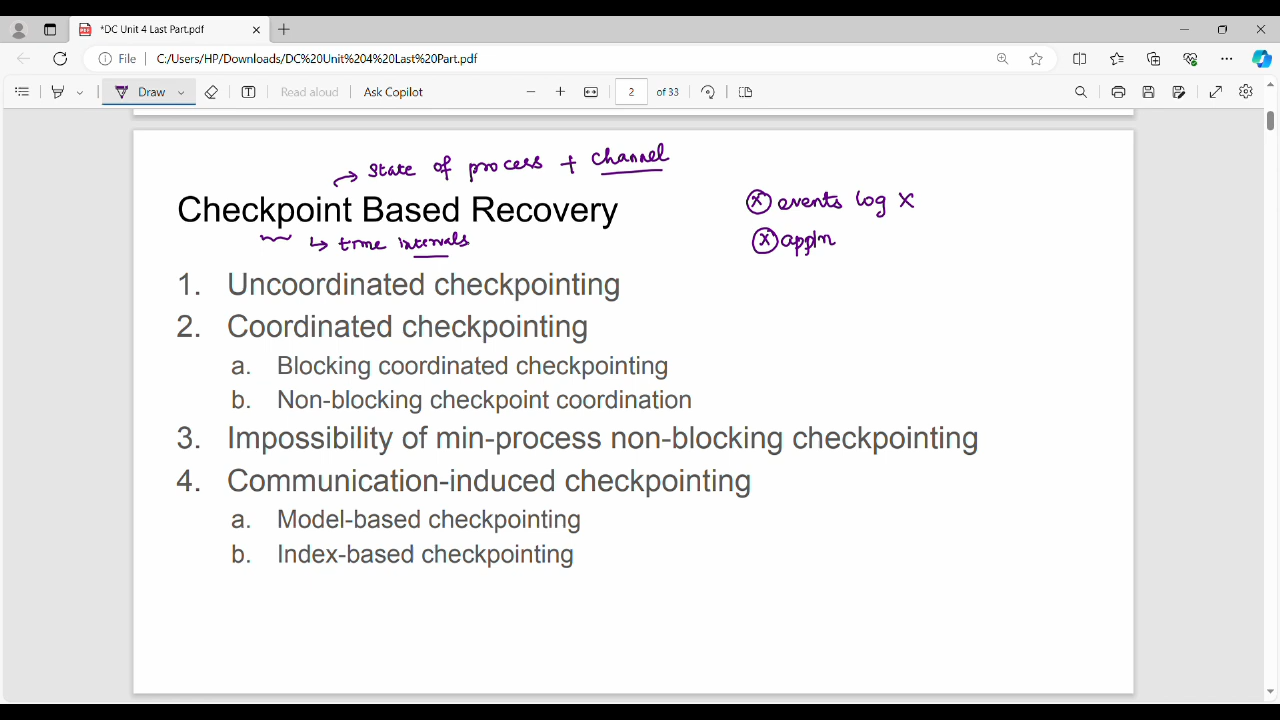 *DC Unit 4 Last Part.pdf
File C:/Users/HP/Downloads/DC%20Unit%204%20Last%20Part.pdf
Draw Read aloud Ask Copilot 2 of 33
State of process + channel
Checkpoint Based Recovery
x events log x
time intervals
x appln
1. Uncoordinated checkpointing
2. Coordinated checkpointing
a. Blocking coordinated checkpointing
b. Non-blocking checkpoint coordination
3. Impossibility of min-process non-blocking checkpointing
4. Communication-induced checkpointing
a. Model-based checkpointing
b. Index-based checkpointing